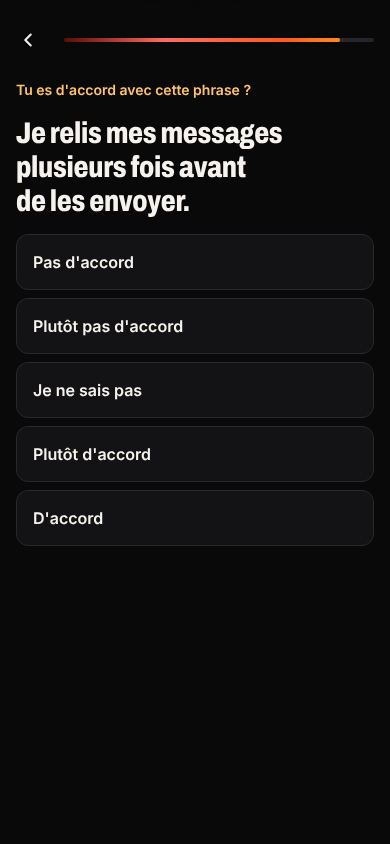 Tu es d'accord avec cette phrase ?
Je relis mes messages
plusieurs fois avant
de les envoyer.
Pas d'accord
Plutôt pas d'accord
Je ne sais pas
Plutôt d'accord
D'accord